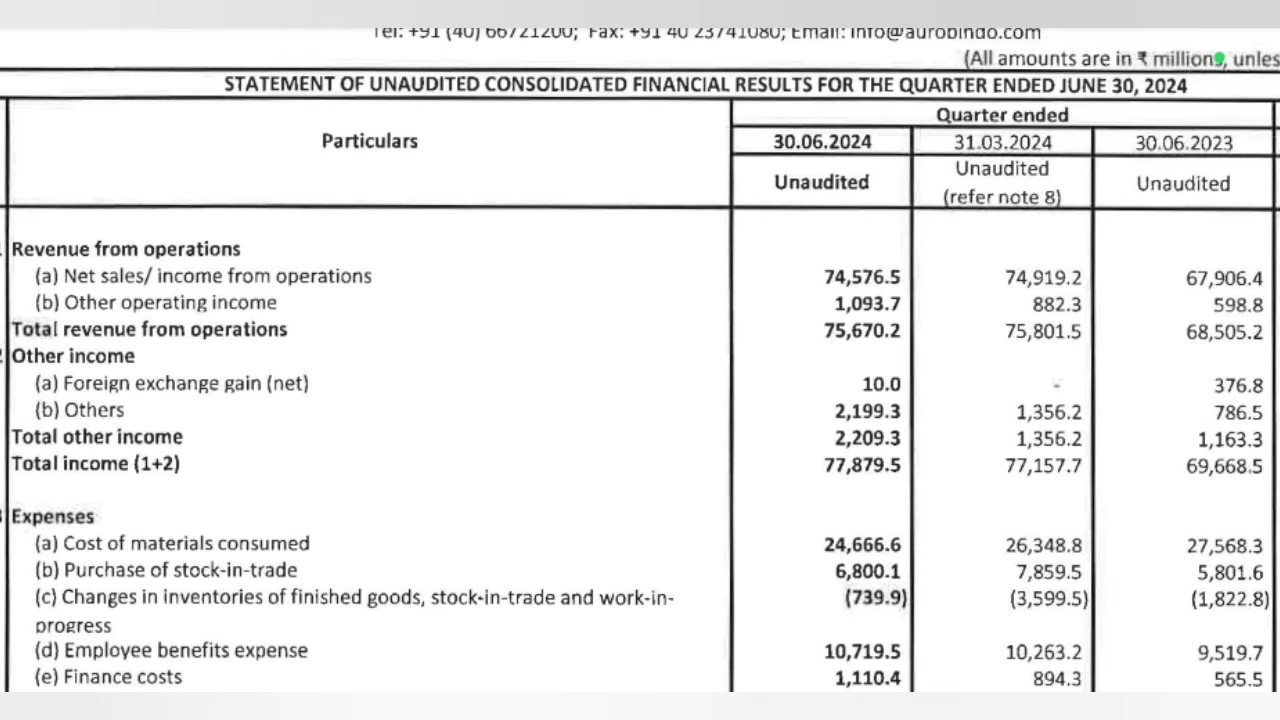 Tel: +91 (40) 66721200; Fax: +91 40 23741080; Email: info@aurobindo.com
(All amounts are in ₹ millions, unles
STATEMENT OF UNAUDITED CONSOLIDATED FINANCIAL RESULTS FOR THE QUARTER ENDED JUNE 30, 2024
Quarter ended
Particulars 30.06.2024 31.03.2024 30.06.2023
Unaudited Unaudited (refer note 8) Unaudited
Revenue from operations
(a) Net sales/ income from operations 74,576.5 74,919.2 67,906.4
(b) Other operating income 1,093.7 882.3 598.8
Total revenue from operations 75,670.2 75,801.5 68,505.2
2 Other income
(a) Foreign exchange gain (net) 10.0 - 376.8
(b) Others 2,199.3 1,356.2 786.5
Total other income 2,209.3 1,356.2 1,163.3
Total income (1+2) 77,879.5 77,157.7 69,668.5
3 Expenses
(a) Cost of materials consumed 24,666.6 26,348.8 27,568.3
(b) Purchase of stock-in-trade 6,800.1 7,859.5 5,801.6
(c) Changes in inventories of finished goods, stock-in-trade and work-in- (739.9) (3,599.5) (1,822.8)
progress
(d) Employee benefits expense 10,719.5 10,263.2 9,519.7
(e) Finance costs 1,110.4 894.3 565.5